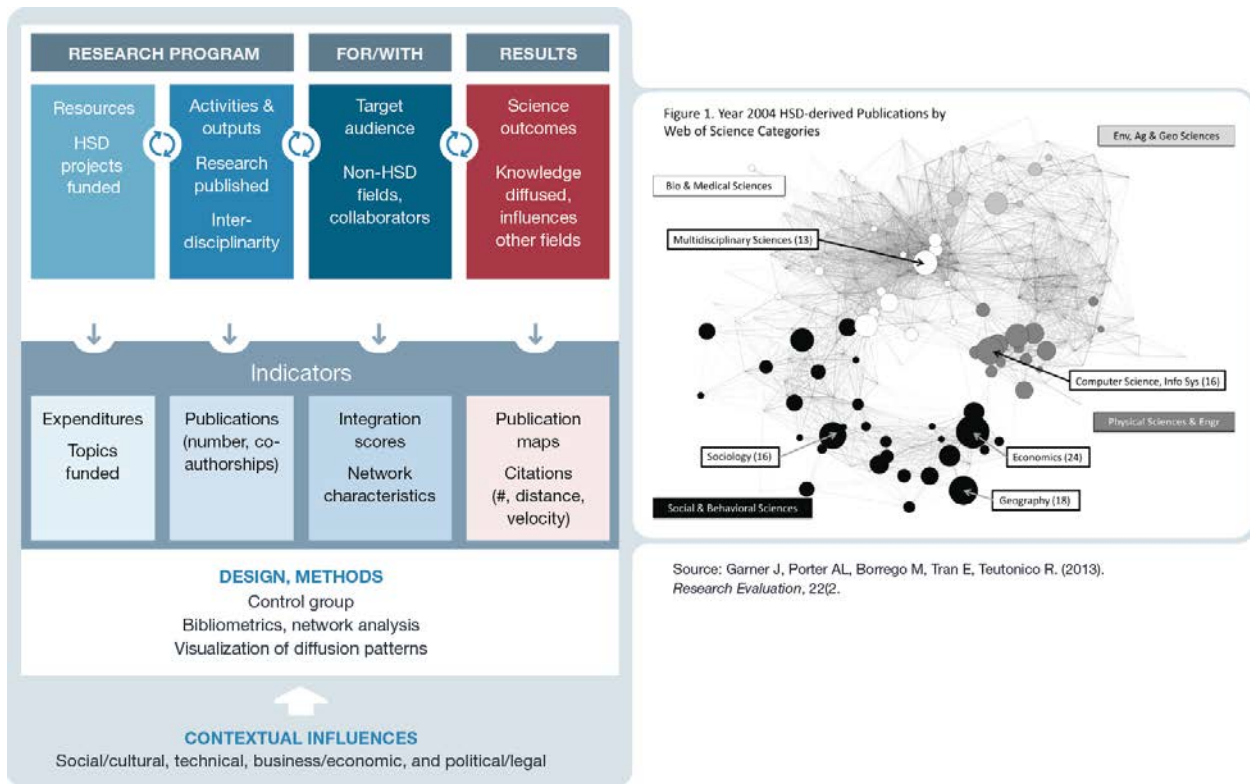 RESEARCH PROGRAM
FOR/WITH
RESULTS
Resources
HSD
projects
funded
Activities &
outputs
Research
published
Inter-
disciplinarity
Target
audience
Non-HSD
fields,
collaborators
Science
outcomes
Knowledge
diffused,
influences
other fields
Indicators
Expenditures
Topics
funded
Publications
(number, co-
authorships)
Integration
scores
Network
characteristics
Publication
maps
Citations
(#, distance,
velocity)
DESIGN, METHODS
Control group
Bibliometrics, network analysis
Visualization of diffusion patterns
CONTEXTUAL INFLUENCES
Social/cultural, technical, business/economic, and political/legal
Figure 1. Year 2004 HSD-derived Publications by
Web of Science Categories
Env, Ag & Geo Sciences
Bio & Medical Sciences
Multidisciplinary Sciences (13)
Computer Science, Info Sys (16)
Physical Sciences & Engr
Sociology (16)
Economics (24)
Geography (18)
Social & Behavioral Sciences
Source: Garner J, Porter AL, Borrego M, Tran E, Teutonico R. (2013).
Research Evaluation, 22(2.